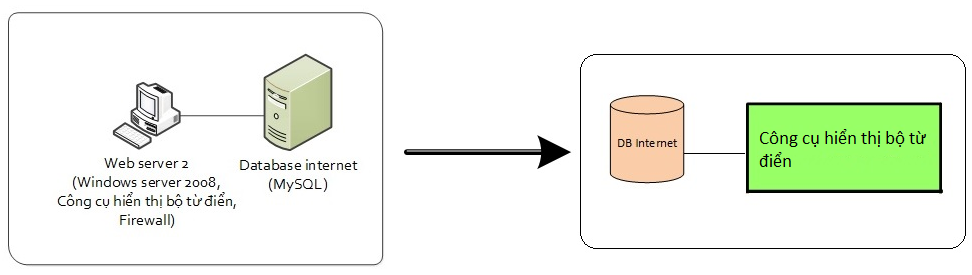 Web server 2
(Windows server 2008,
Công cụ hiển thị bộ từ điển,
Firewall)
Database internet
(MySQL)
DB Internet
Công cụ hiển thị bộ từ
điển